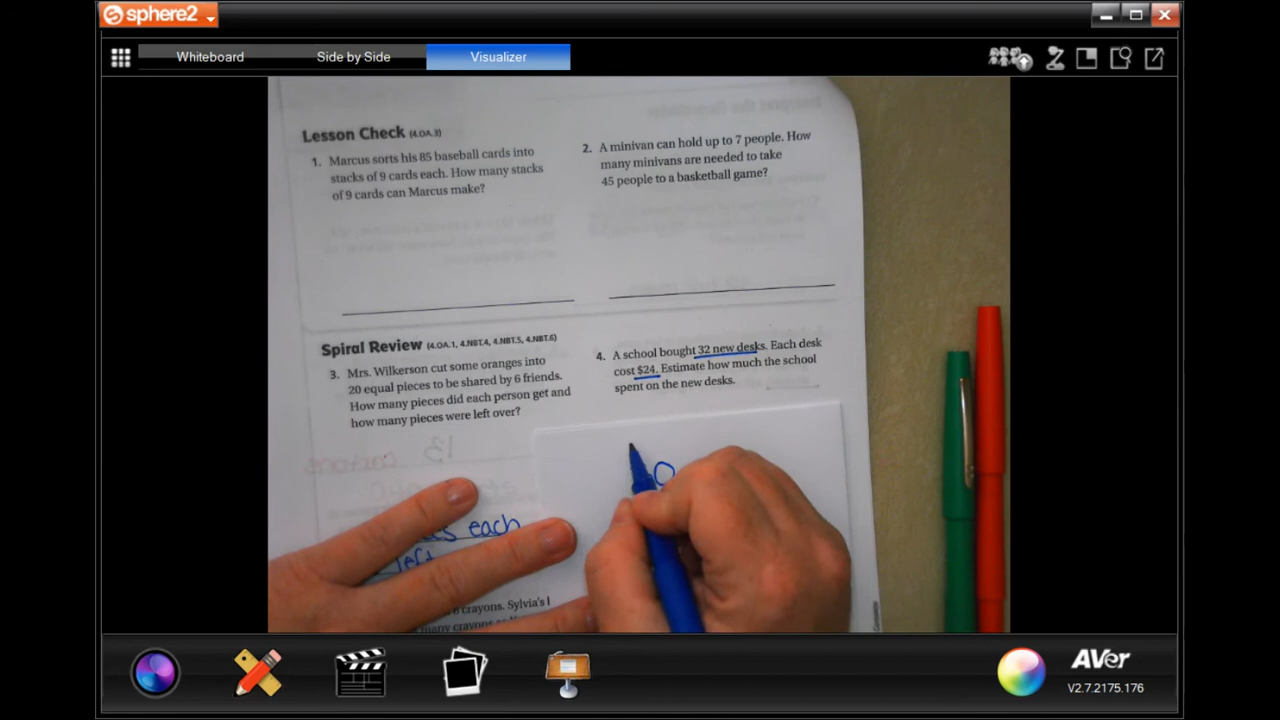 sphere2
Whiteboard
Side by Side
Visualizer
Lesson Check (4.OA.3)
1. Marcus sorts his 85 baseball cards into
stacks of 9 cards each. How many stacks
of 9 cards can Marcus make?
2. A minivan can hold up to 7 people. How
many minivans are needed to take
45 people to a basketball game?
Spiral Review (4.OA.1, 4.NBT.4, 4.NBT.5, 4.NBT.6)
3. Mrs. Wilkerson cut some oranges into
20 equal pieces to be shared by 6 friends.
How many pieces did each person get and
how many pieces were left over?
each
left
crayons. Sylvia's
many crayons
4. A school bought 32 new desks. Each desk
cost $24. Estimate how much the school
spent on the new desks.
0
AVer
V2.7.2175.176